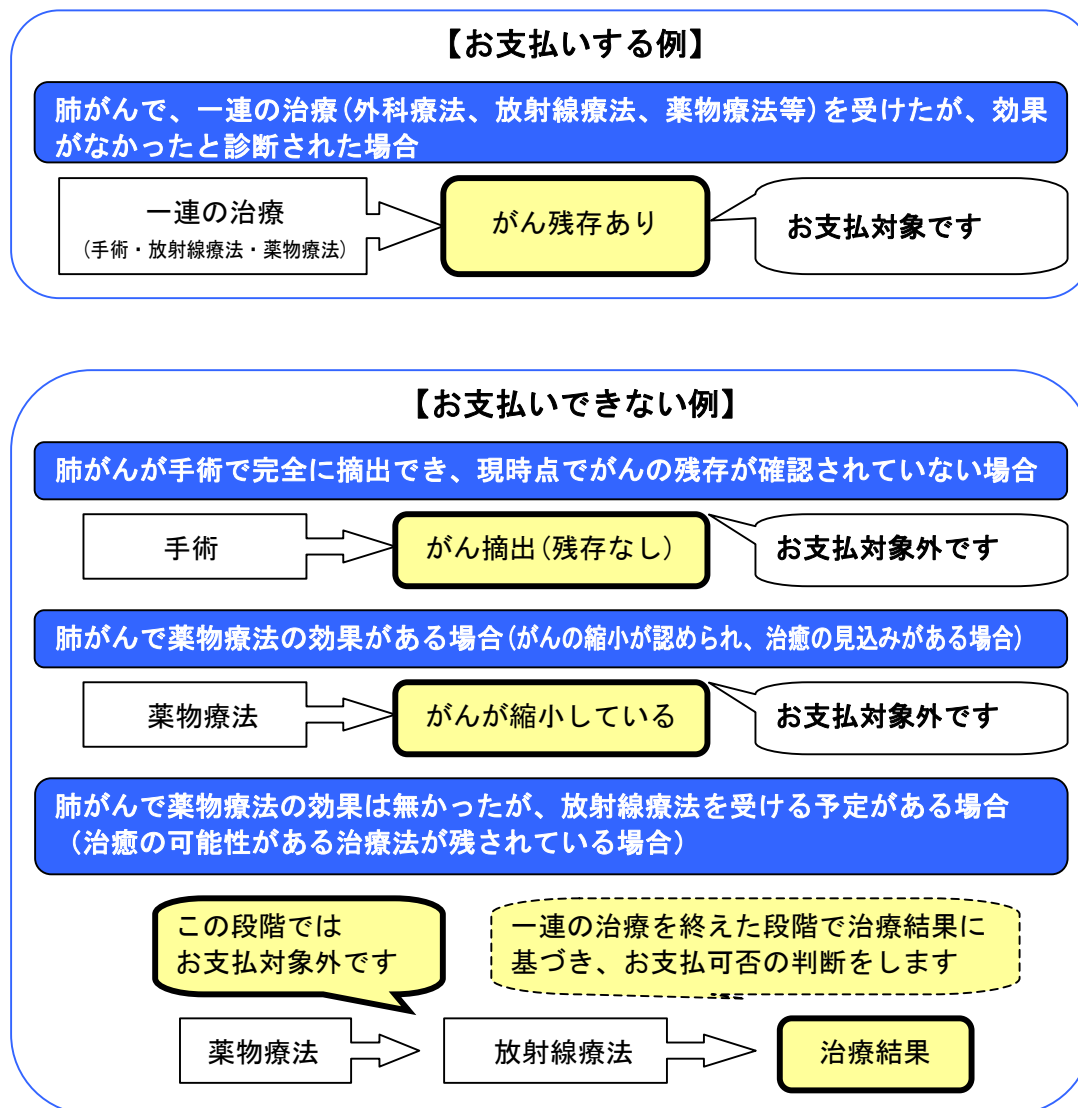 【お支払いする例】
肺がんで、一連の治療(外科療法、放射線療法、薬物療法等)を受けたが、効果
がなかったと診断された場合
一連の治療
(手術・放射線療法・薬物療法)
がん残存あり
お支払対象です
【お支払いできない例】
肺がんが手術で完全に摘出でき、現時点でがんの残存が確認されていない場合
手術
がん摘出(残存なし)
お支払対象外です
肺がんで薬物療法の効果がある場合(がんの縮小が認められ、治癒の見込みがある場合)
薬物療法
がんが縮小している
お支払対象外です
肺がんで薬物療法の効果は無かったが、放射線療法を受ける予定がある場合
(治癒の可能性がある治療法が残されている場合)
この段階では
お支払対象外です
一連の治療を終えた段階で治療結果に
基づき、お支払可否の判断をします
薬物療法
放射線療法
治療結果